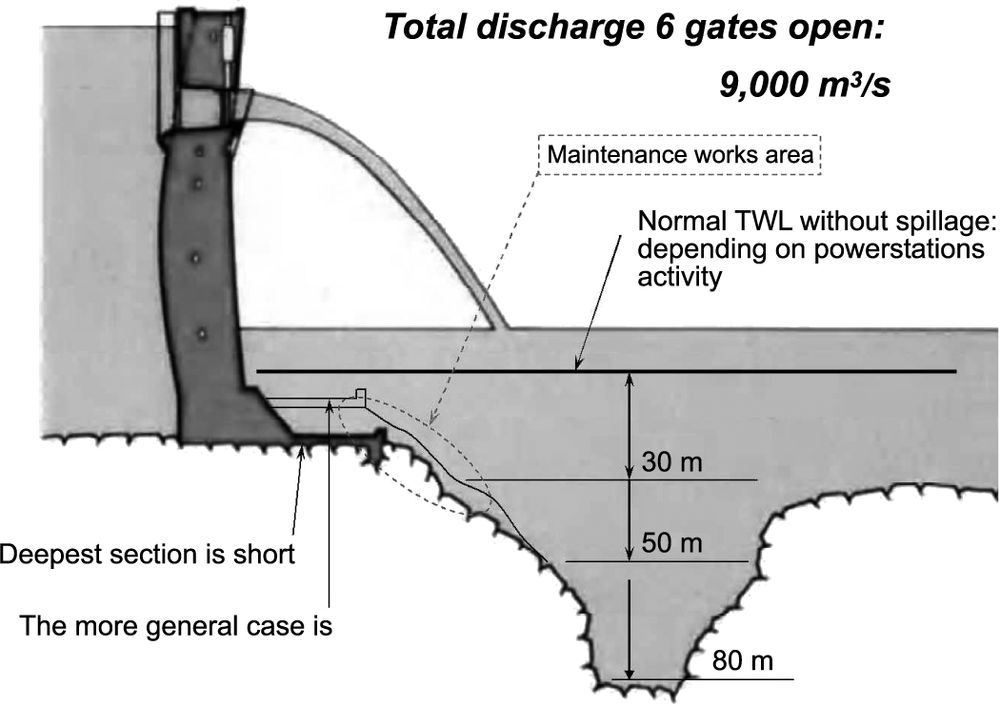 Total discharge 6 gates open:
9,000 m³/s
Maintenance works area
Normal TWL without spillage:
depending on powerstations
activity
30 m
50 m
Deepest section is short
The more general case is
80 m